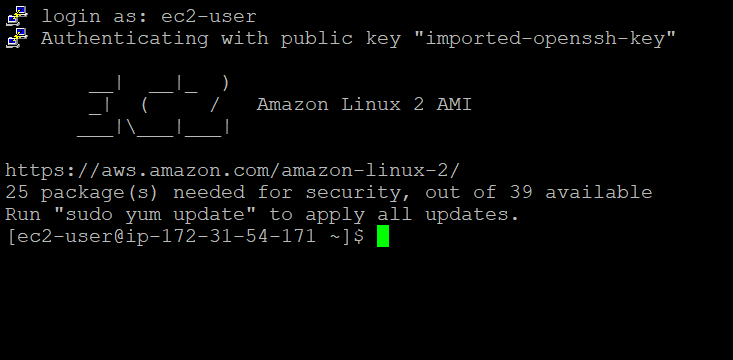 login as: ec2-user
Authenticating with public key "imported-openssh-key"
       __|  __|_  )
       _|  (     /   Amazon Linux 2 AMI
      ___|\___|___|
https://aws.amazon.com/amazon-linux-2/
25 package(s) needed for security, out of 39 available
Run "sudo yum update" to apply all updates.
[ec2-user@ip-172-31-54-171 ~]$